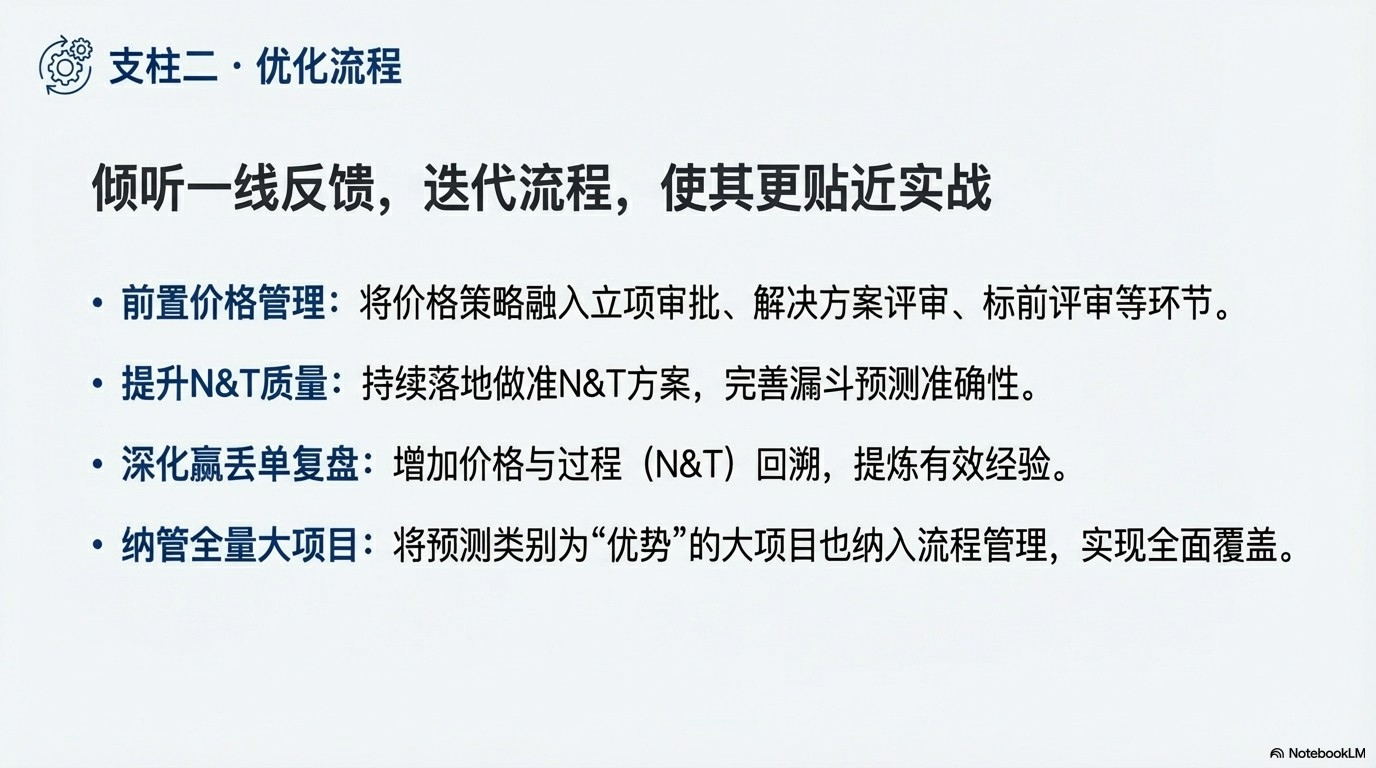 支柱二 · 优化流程
倾听一线反馈，迭代流程，使其更贴近实战
• 前置价格管理：将价格策略融入立项审批、解决方案评审、标前评审等环节。
• 提升N&T质量：持续落地做准N&T方案，完善漏斗预测准确性。
• 深化赢丢单复盘：增加价格与过程（N&T）回溯，提炼有效经验。
• 纳管全量大项目：将预测类别为“优势”的大项目也纳入流程管理，实现全面覆盖。
NotebookLM